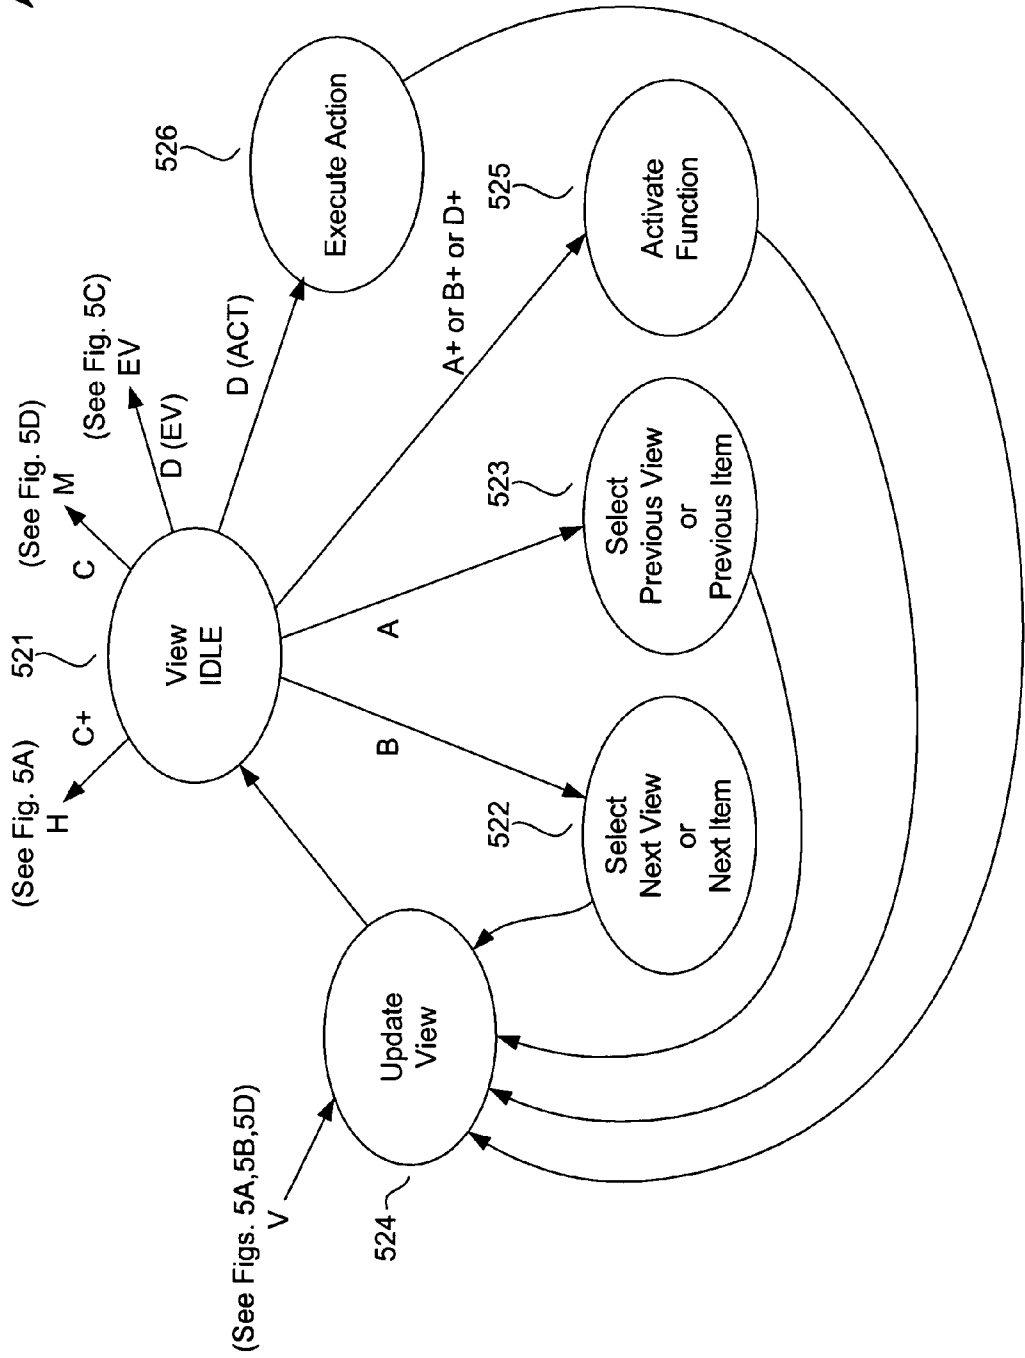 (See Figs. 5A,5B,5D)
V
524
Update
View
(See Fig. 5A)
H
C+
521
View
IDLE
C
(See Fig. 5D)
M
(See Fig. 5C)
EV
D (EV)
D (ACT)
526
Execute Action
B
A
A+ or B+ or D+
522
Select
Next View
or
Next Item
523
Select
Previous View
or
Previous Item
525
Activate
Function